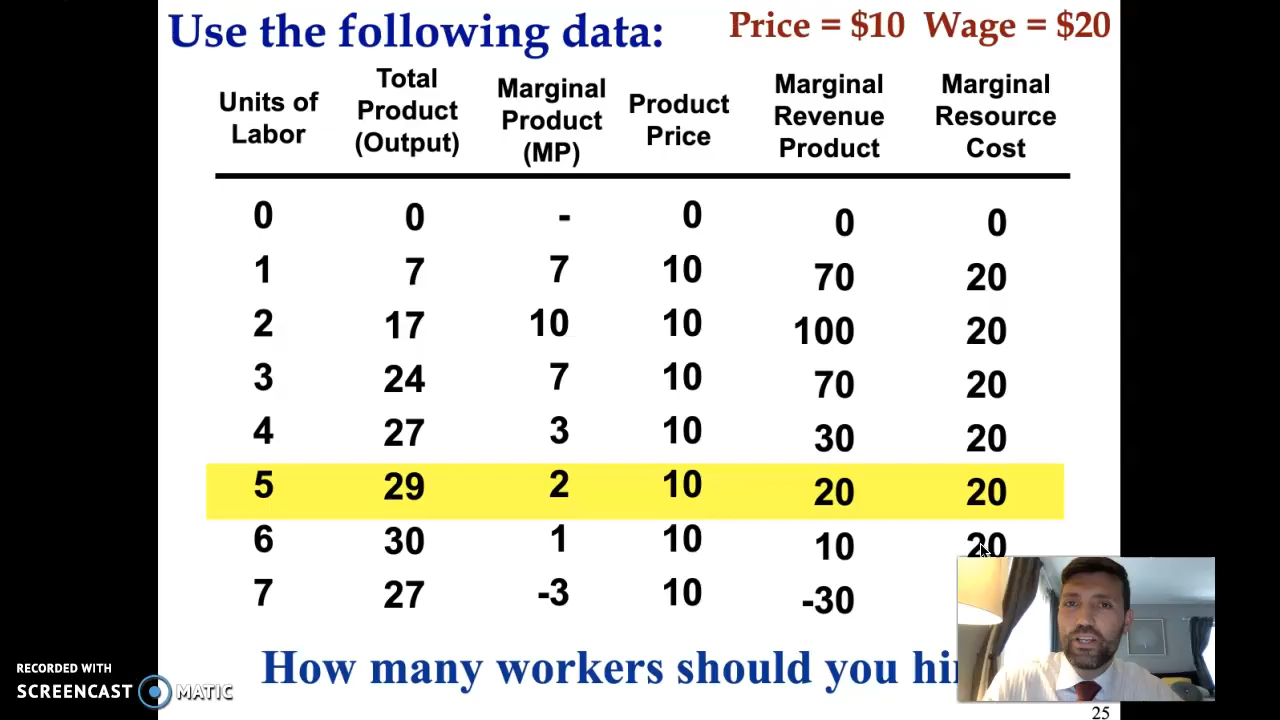 Use the following data:
Price = $10 Wage = $20
Units of Labor
Total Product (Output)
Marginal Product (MP)
Product Price
Marginal Revenue Product
Marginal Resource Cost
0 0 - 0 0 0
1 7 7 10 70 20
2 17 10 10 100 20
3 24 7 10 70 20
4 27 3 10 30 20
5 29 2 10 20 20
6 30 1 10 10 20
7 27 -3 10 -30
How many workers should you
25
RECORDED WITH
SCREENCAST MATIC